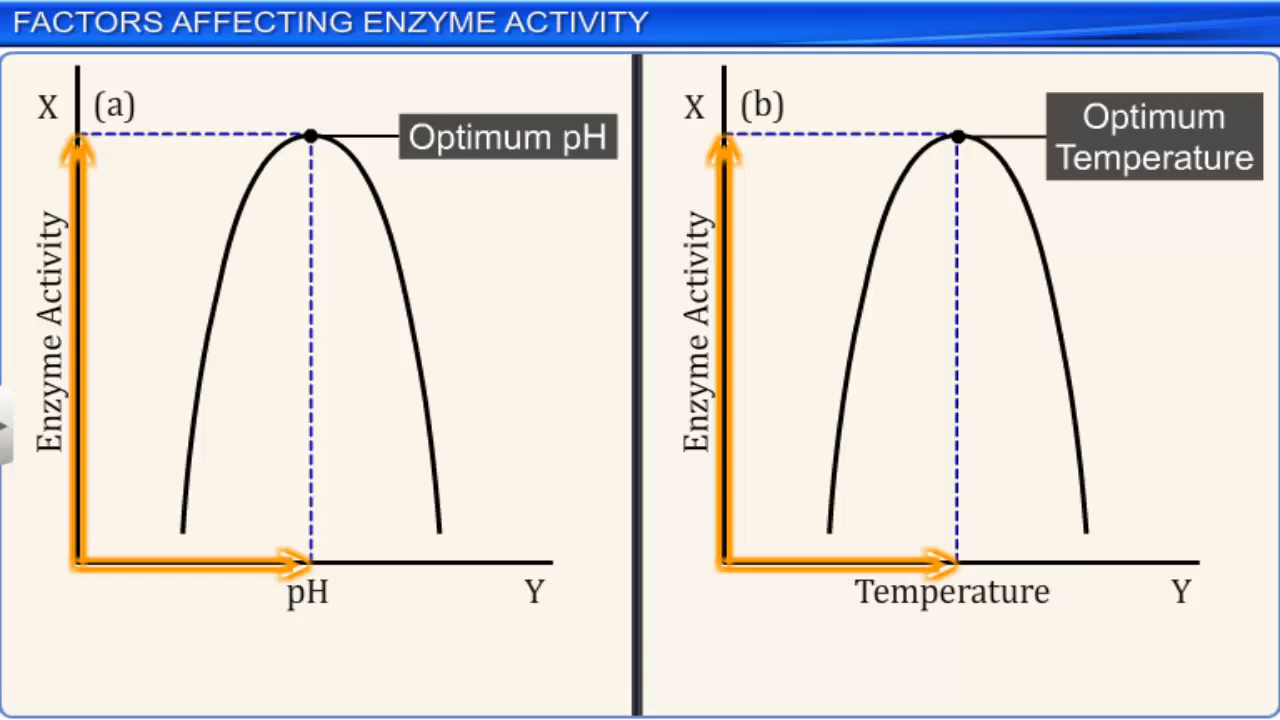 FACTORS AFFECTING ENZYME ACTIVITY
X
(a)
Optimum pH
Enzyme Activity
pH
Y
X
(b)
Optimum
Temperature
Enzyme Activity
Temperature
Y